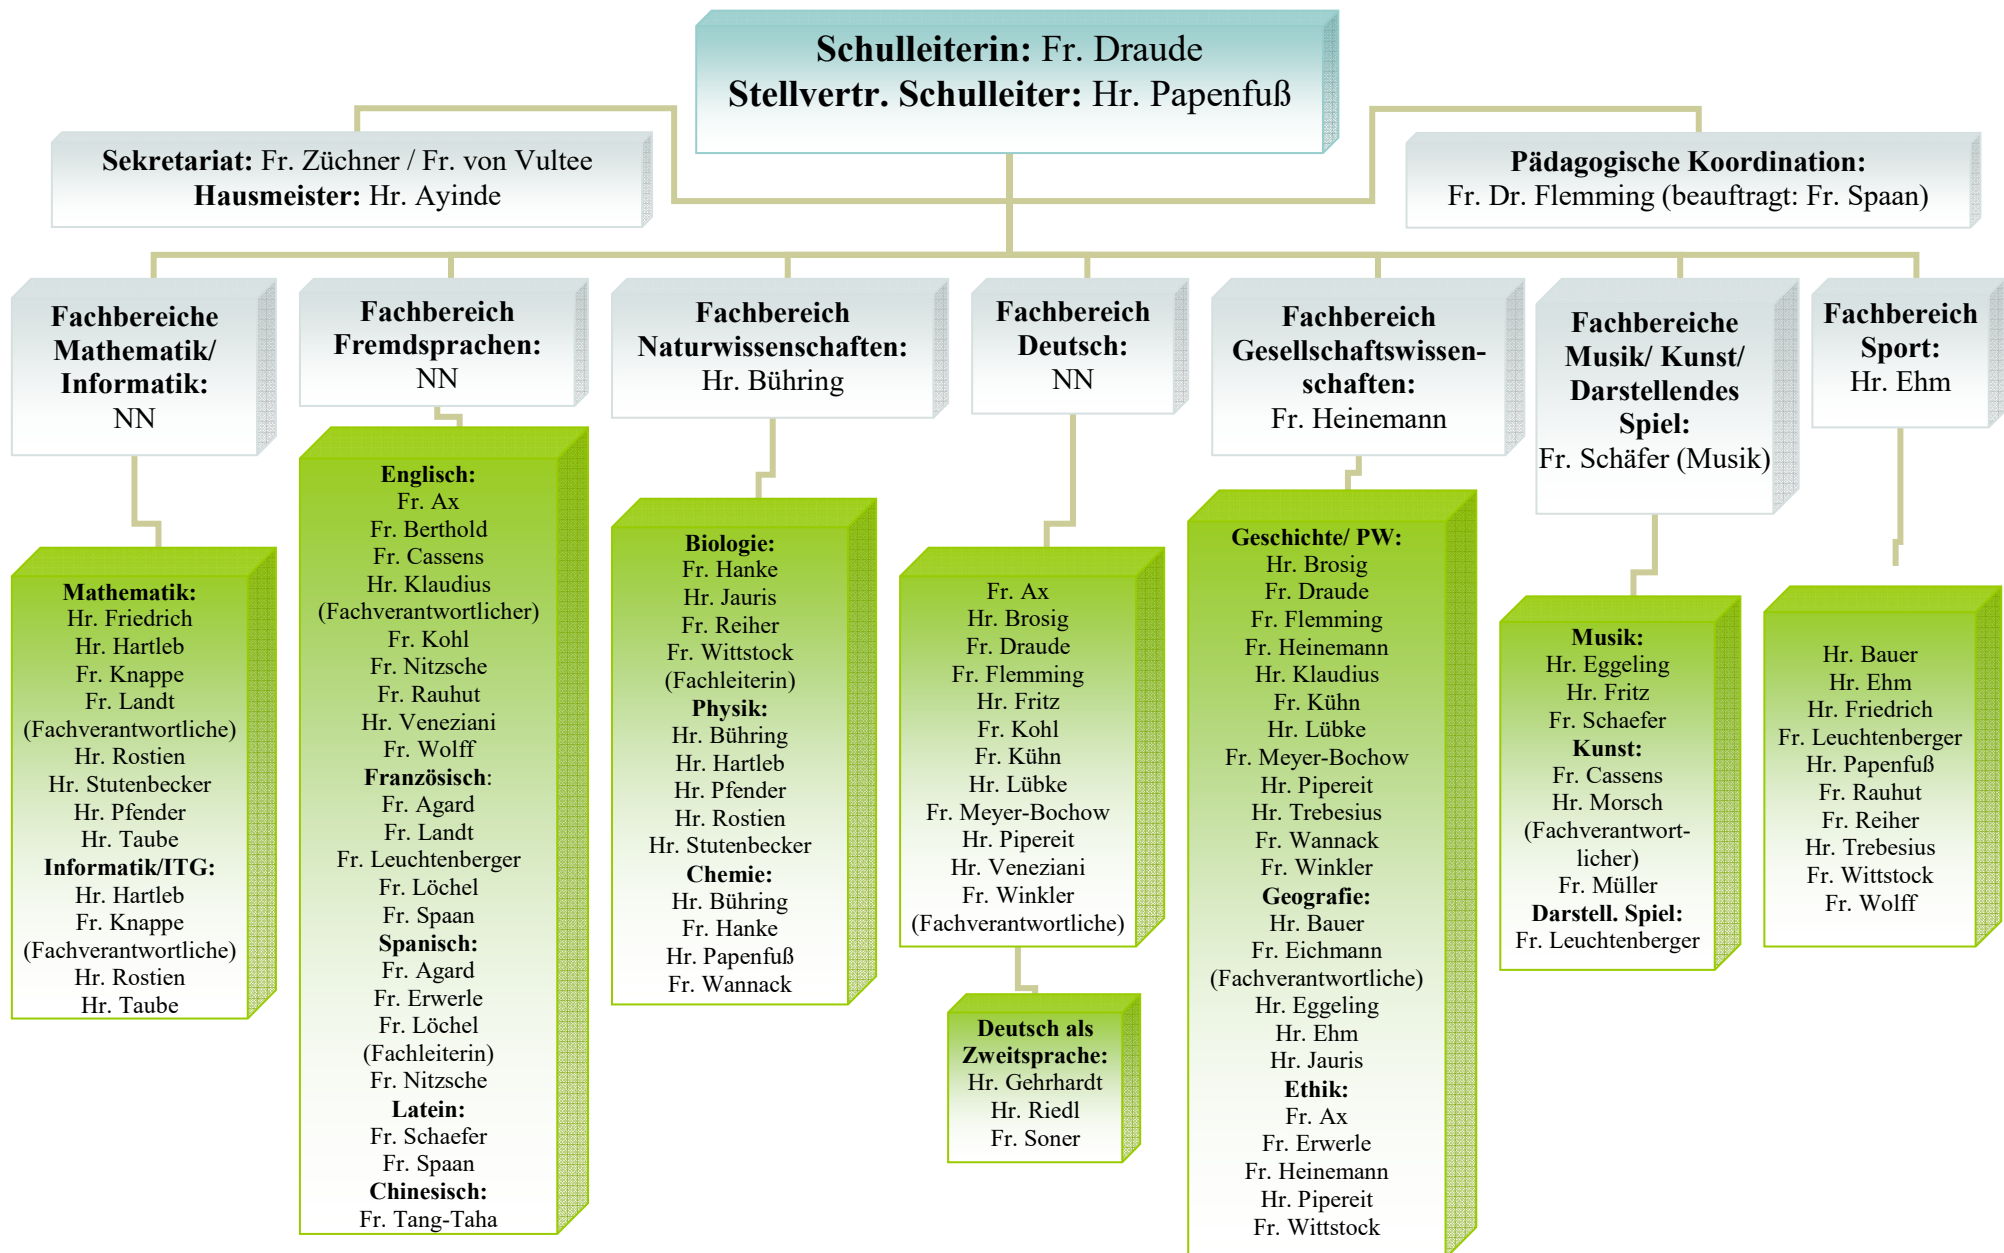 Schulleiterin: Fr. Draude
Stellvertr. Schulleiter: Hr. Papenfuß
Sekretariat: Fr. Züchner / Fr. von Vultee
Hausmeister: Hr. Ayinde
Pädagogische Koordination:
Fr. Dr. Flemming (beauftragt: Fr. Spaan)
Fachbereiche
Mathematik/
Informatik:
NN
Fachbereich
Fremdsprachen:
NN
Fachbereich
Naturwissenschaften:
Hr. Bühring
Fachbereich
Deutsch:
NN
Fachbereich
Gesellschaftswissen-
schaften:
Fr. Heinemann
Fachbereiche
Musik/ Kunst/
Darstellendes
Spiel:
Fr. Schäfer (Musik)
Fachbereich
Sport:
Hr. Ehm
Mathematik:
Hr. Friedrich
Hr. Hartleb
Fr. Knappe
Fr. Landt
(Fachverantwortliche)
Hr. Rostien
Hr. Stutenbecker
Hr. Pfender
Hr. Taube
Informatik/ITG:
Hr. Hartleb
Fr. Knappe
(Fachverantwortliche)
Hr. Rostien
Hr. Taube
Englisch:
Fr. Ax
Fr. Berthold
Fr. Cassens
Hr. Klaudius
(Fachverantwortlicher)
Fr. Kohl
Fr. Nitzsche
Fr. Rauhut
Hr. Veneziani
Fr. Wolff
Französisch:
Fr. Agard
Fr. Landt
Fr. Leuchtenberger
Fr. Löchel
Fr. Spaan
Spanisch:
Fr. Agard
Fr. Erwerle
Fr. Löchel
(Fachleiterin)
Fr. Nitzsche
Latein:
Fr. Schaefer
Fr. Spaan
Chinesisch:
Fr. Tang-Taha
Biologie:
Fr. Hanke
Hr. Jauris
Fr. Reiher
Fr. Wittstock
(Fachleiterin)
Physik:
Hr. Bühring
Hr. Hartleb
Hr. Pfender
Hr. Rostien
Hr. Stutenbecker
Chemie:
Hr. Bühring
Fr. Hanke
Hr. Papenfuß
Fr. Wannack
Fr. Ax
Hr. Brosig
Fr. Draude
Fr. Flemming
Hr. Fritz
Fr. Kohl
Fr. Kühn
Hr. Lübke
Fr. Meyer-Bochow
Hr. Pipereit
Hr. Veneziani
Fr. Winkler
(Fachverantwortliche)
Deutsch als
Zweitsprache:
Hr. Gehrhardt
Hr. Riedl
Fr. Soner
Geschichte/ PW:
Hr. Brosig
Fr. Draude
Fr. Flemming
Fr. Heinemann
Hr. Klaudius
Fr. Kühn
Hr. Lübke
Fr. Meyer-Bochow
Hr. Pipereit
Hr. Trebesius
Fr. Wannack
Fr. Winkler
Geografie:
Hr. Bauer
Fr. Eichmann
(Fachverantwortliche)
Hr. Eggeling
Hr. Ehm
Hr. Jauris
Ethik:
Fr. Ax
Fr. Erwerle
Fr. Heinemann
Hr. Pipereit
Fr. Wittstock
Musik:
Hr. Eggeling
Hr. Fritz
Fr. Schaefer
Kunst:
Fr. Cassens
Hr. Morsch
(Fachverantwort-
licher)
Fr. Müller
Darstell. Spiel:
Fr. Leuchtenberger
Hr. Bauer
Hr. Ehm
Hr. Friedrich
Fr. Leuchtenberger
Hr. Papenfuß
Fr. Rauhut
Fr. Reiher
Hr. Trebesius
Fr. Wittstock
Fr. Wolff